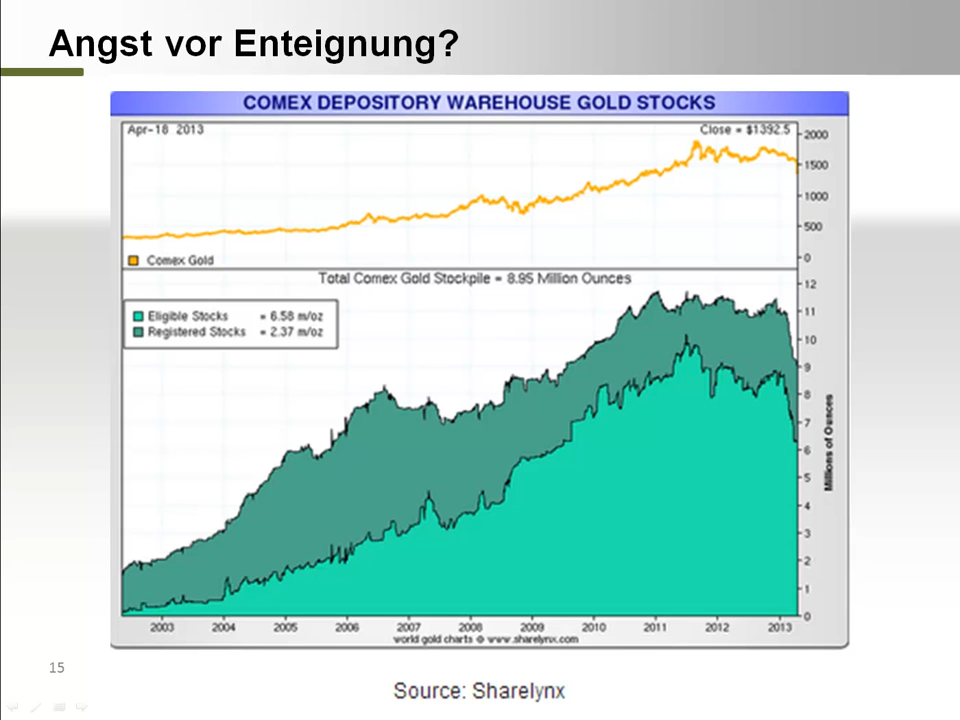 Angst vor Enteignung?
COMEX DEPOSITORY WAREHOUSE GOLD STOCKS
Apr-18 2013
Close = $1392.5
2000
1500
1000
500
0
Comex Gold
Total Comex Gold Stockpile = 8.95 Million Ounces
Eligible Stocks = 6.58 m/oz
Registered Stocks = 2.37 m/oz
12
11
10
9
8
7
6
5
4
3
2
1
0
Millions of Ounces
2003 2004 2005 2006 2007 2008 2009 2010 2011 2012 2013
world gold charts © www.sharelynx.com
15
Source: Sharelynx